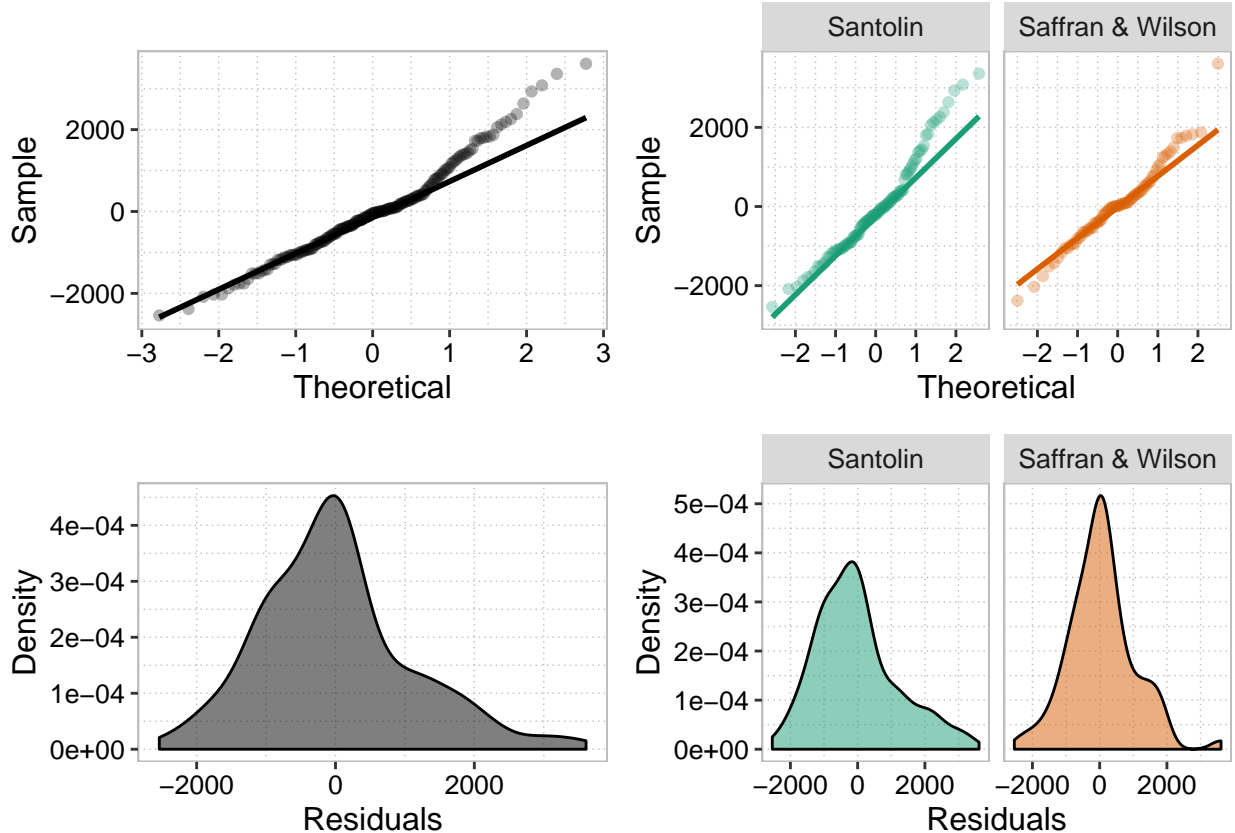 Sample
2000
0
−2000
−3 −2 −1 0 1 2 3
Theoretical
Santolin Saffran & Wilson
Sample
2000
0
−2000
−2 −1 0 1 2 −2 −1 0 1 2
Theoretical
Density
4e−04
3e−04
2e−04
1e−04
0e+00
−2000 0 2000
Residuals
Santolin Saffran & Wilson
Density
5e−04
4e−04
3e−04
2e−04
1e−04
0e+00
−2000 0 2000 −2000 0 2000
Residuals